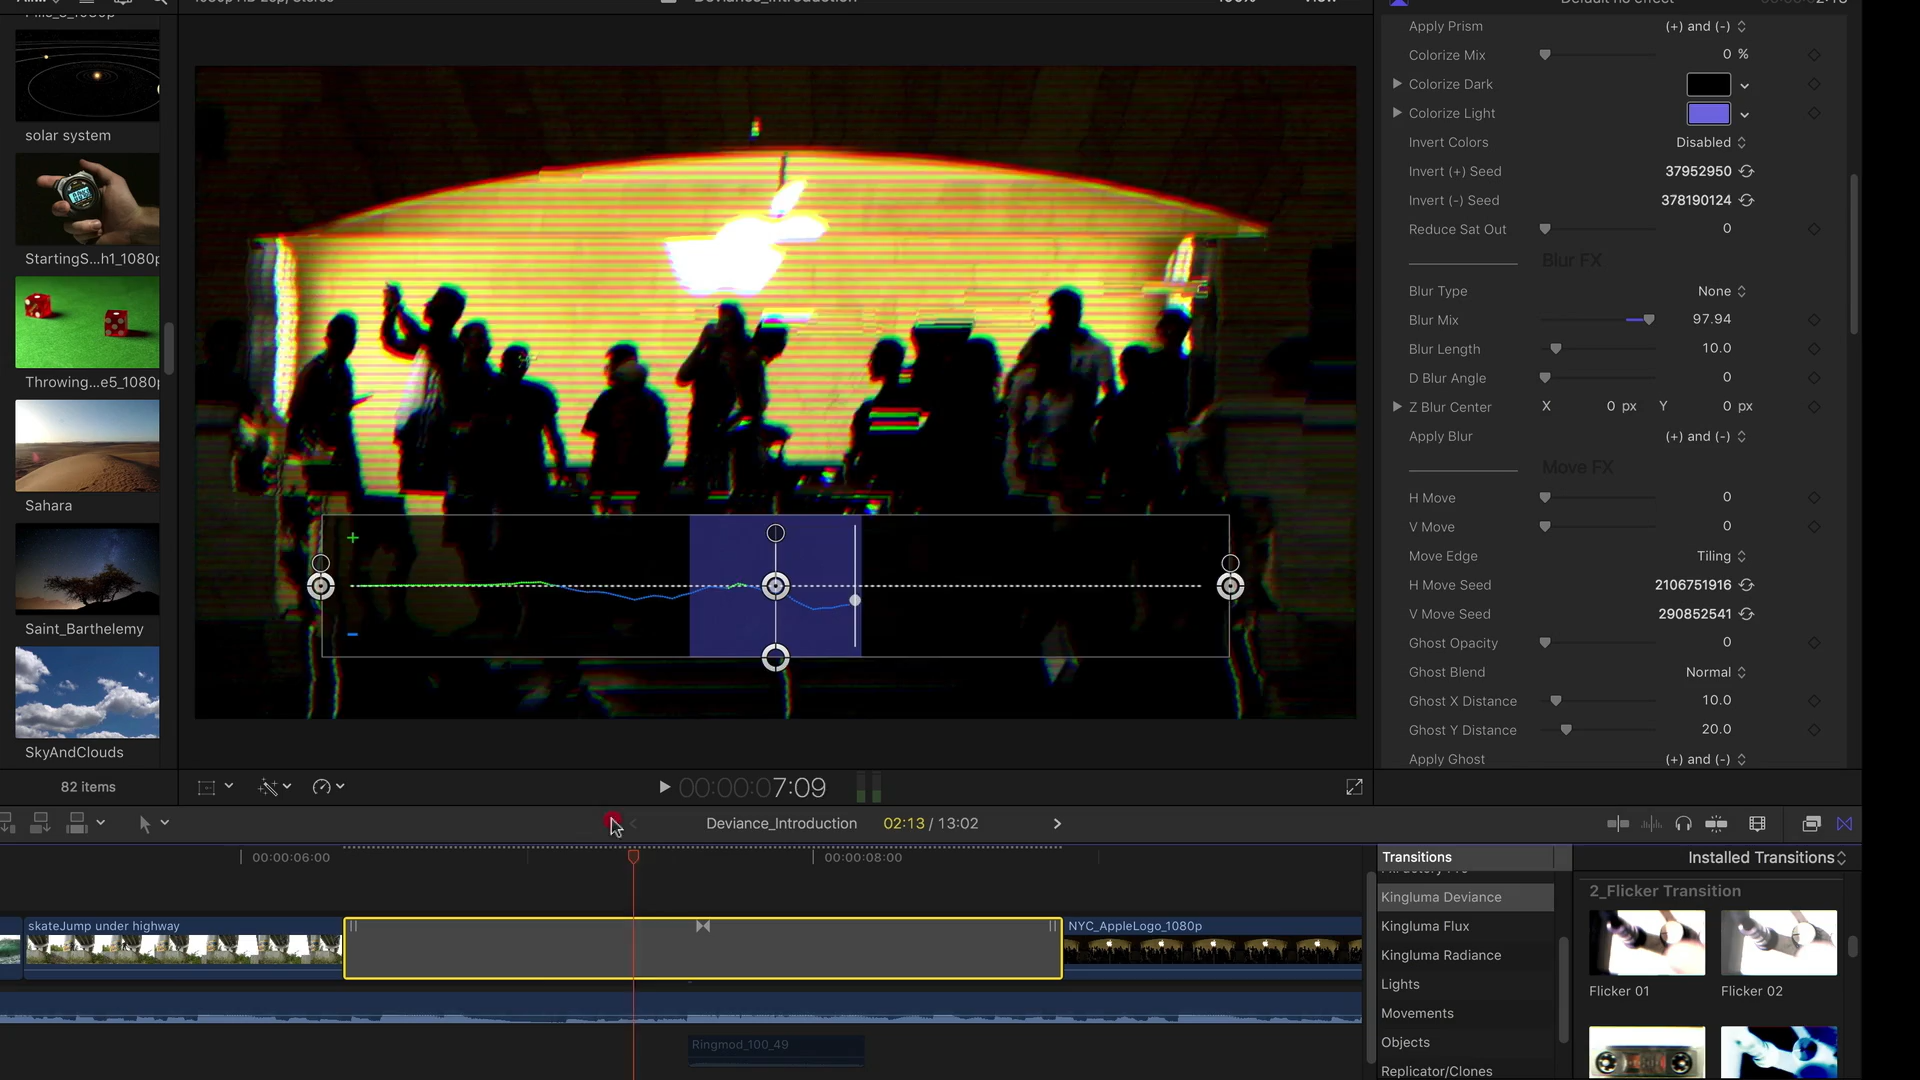 Deviance_Introduction
solar system
StartingS...h1_1080p
Throwing...e5_1080p
Sahara
Saint_Barthelemy
SkyAndClouds
82 items
00:00:00:07:09
Apply Prism (+) and (-)
Colorize Mix 0 %
Colorize Dark
Colorize Light
Invert Colors Disabled
Invert (+) Seed 37952950
Invert (-) Seed 378190124
Reduce Sat Out 0
Blur FX
Blur Type None
Blur Mix 97.94
Blur Length 10.0
D Blur Angle 0
Z Blur Center X 0 px Y 0 px
Apply Blur (+) and (-)
Move FX
H Move 0
V Move 0
Move Edge Tiling
H Move Seed 2106751916
V Move Seed 290852541
Ghost Opacity 0
Ghost Blend Normal
Ghost X Distance 10.0
Ghost Y Distance 20.0
Apply Ghost (+) and (-)
Deviance_Introduction 02:13 / 13:02
00:00:06:00 00:00:08:00
skateJump under highway
NYC_AppleLogo_1080p
Ringmod_100_49
Transitions
Installed Transitions
Kingluma Deviance
Kingluma Flux
Kingluma Radiance
Lights
Movements
Objects
Replicator/Clones
2_Flicker Transition
Flicker 01
Flicker 02